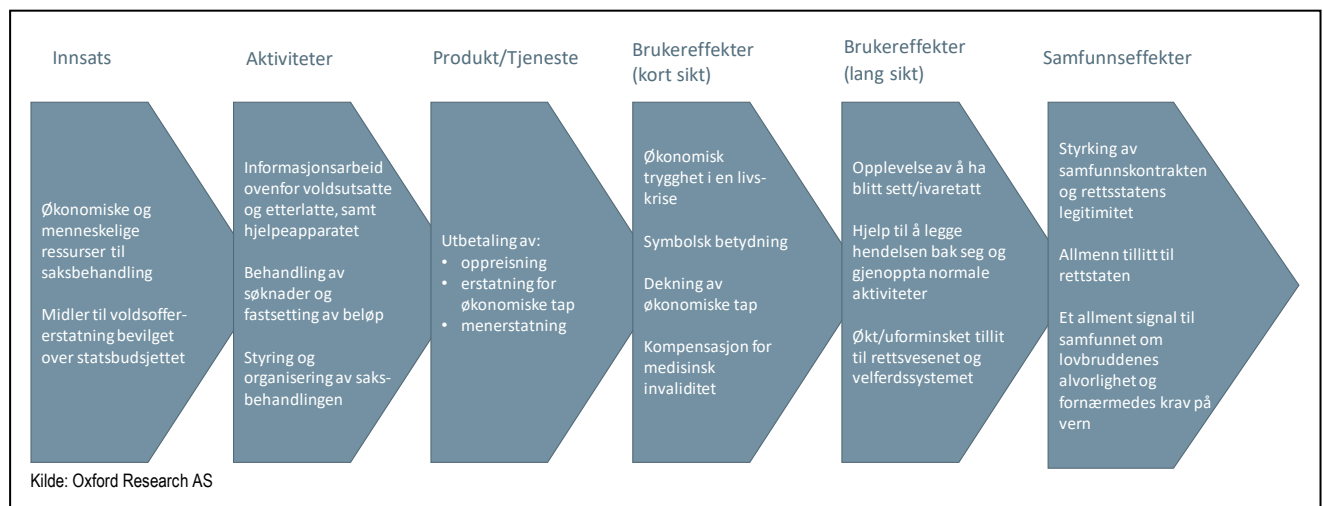 Innsats
Økonomiske og
menneskelige
ressurser til
saksbehandling
Midler til voldsoffer-
erstatning bevilget
over statsbudsjettet
Aktiviteter
Informasjonsarbeid
ovenfor voldsutsatte
og etterlatte, samt
hjelpeapparatet
Behandling av
søknader og
fastsetting av beløp
Styring og
organisering av saks-
behandlingen
Produkt/Tjeneste
Utbetaling av:
• oppreisning
• erstatning for
økonomiske tap
• menerstatning
Brukereffekter
(kort sikt)
Økonomisk
trygghet i en livs-
krise
Symbolsk betydning
Dekning av
økonomiske tap
Kompensasjon for
medisinsk
invaliditet
Brukereffekter
(lang sikt)
Opplevelse av å ha
blitt sett/ivaretatt
Hjelp til å legge
hendelsen bak seg og
gjenoppta normale
aktiviteter
Økt/uforminsket tillit
til rettsvesenet og
velferdssystemet
Samfunnseffekter
Styrking av
samfunnskontrakten
og rettsstatens
legitimitet
Allmenn tillitt til
rettstaten
Et allment signal til
samfunnet om
lovbruddenes
alvorlighet og
fornærmedes krav på
vern
Kilde: Oxford Research AS